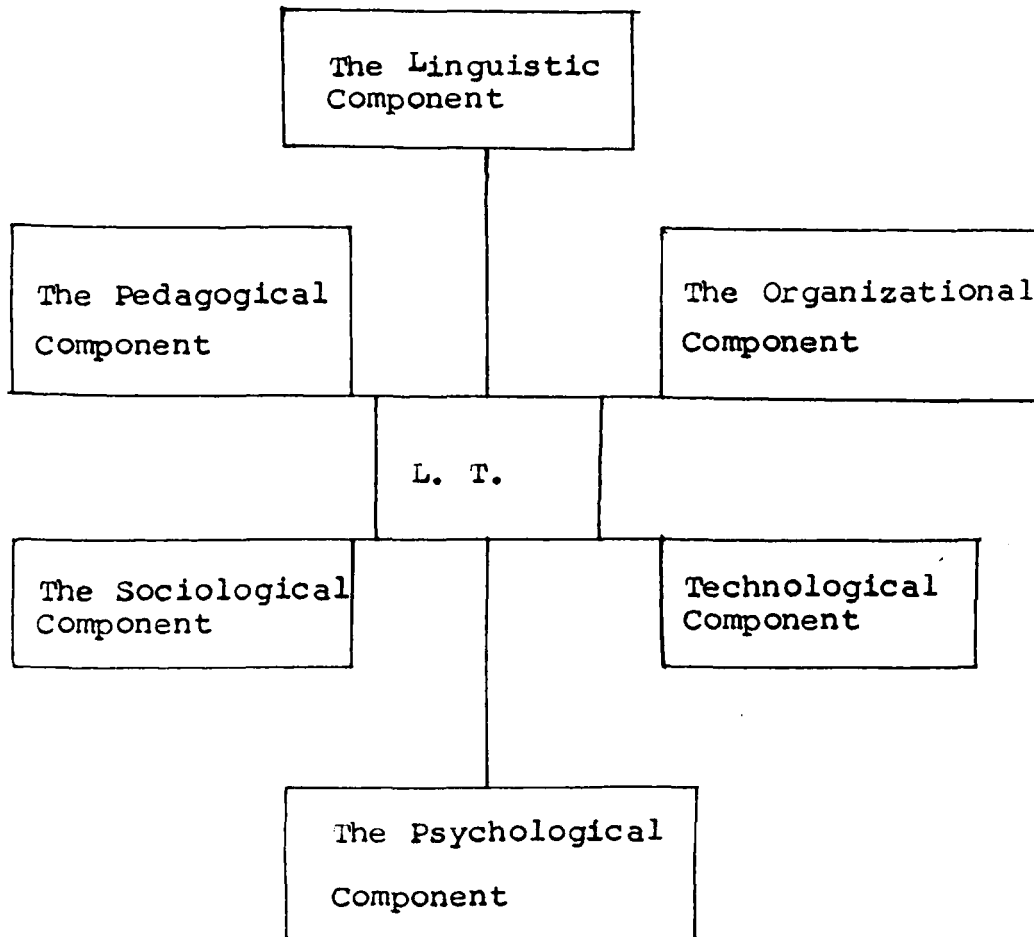 The Linguistic
Component
The Pedagogical
Component
The Organizational
Component
L. T.
The Sociological
Component
Technological
Component
The Psychological
Component